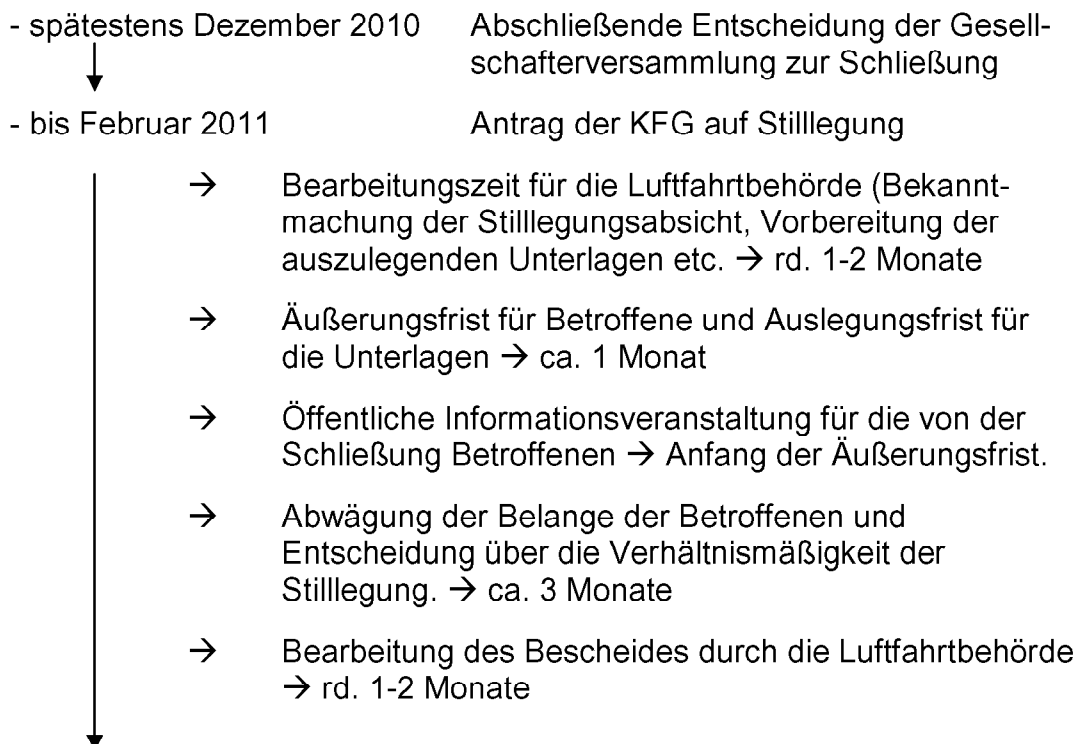 - spätestens Dezember 2010 Abschließende Entscheidung der Gesell-
schafterversammlung zur Schließung
- bis Februar 2011 Antrag der KFG auf Stilllegung
→ Bearbeitungszeit für die Luftfahrtbehörde (Bekannt-
machung der Stilllegungsabsicht, Vorbereitung der
auszulegenden Unterlagen etc. → rd. 1-2 Monate
→ Äußerungsfrist für Betroffene und Auslegungsfrist für
die Unterlagen → ca. 1 Monat
→ Öffentliche Informationsveranstaltung für die von der
Schließung Betroffenen → Anfang der Äußerungsfrist.
→ Abwägung der Belange der Betroffenen und
Entscheidung über die Verhältnismäßigkeit der
Stilllegung. → ca. 3 Monate
→ Bearbeitung des Bescheides durch die Luftfahrtbehörde
→ rd. 1-2 Monate